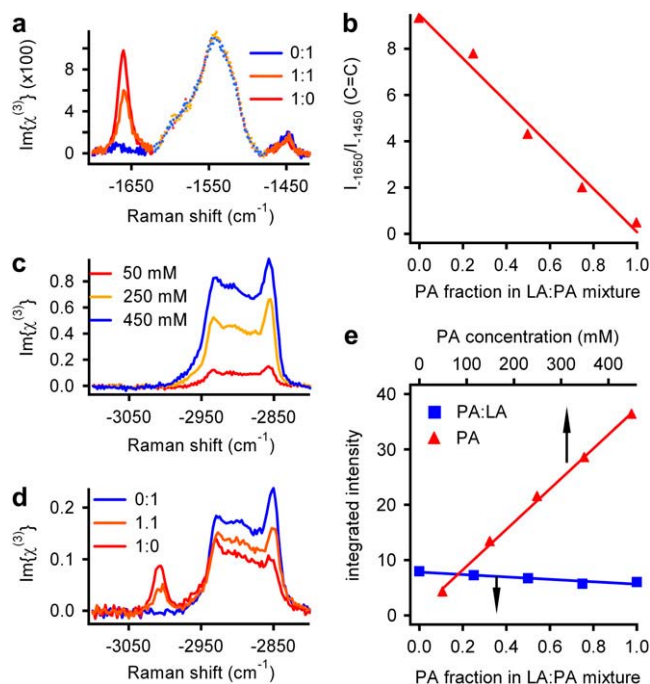 a
Im{χ(3)} (x100)
8
4
0
0:1
1:1
1:0
-1650
-1550
-1450
Raman shift (cm-1)
b
I-1650/I-1450 (C=C)
8
6
4
2
0
0.0
0.2
0.4
0.6
0.8
1.0
PA fraction in LA:PA mixture
c
Im{χ(3)}
0.8
0.6
0.4
0.2
0.0
50 mM
250 mM
450 mM
-3050
-2950
-2850
Raman shift (cm-1)
d
Im{χ(3)}
0.2
0.1
0.0
0:1
1.1
1:0
-3050
-2950
-2850
Raman shift (cm-1)
e
PA concentration (mM)
0
100
200
300
400
integrated intensity
40
30
20
10
0
PA:LA
PA
0.0
0.2
0.4
0.6
0.8
1.0
PA fraction in LA:PA mixture